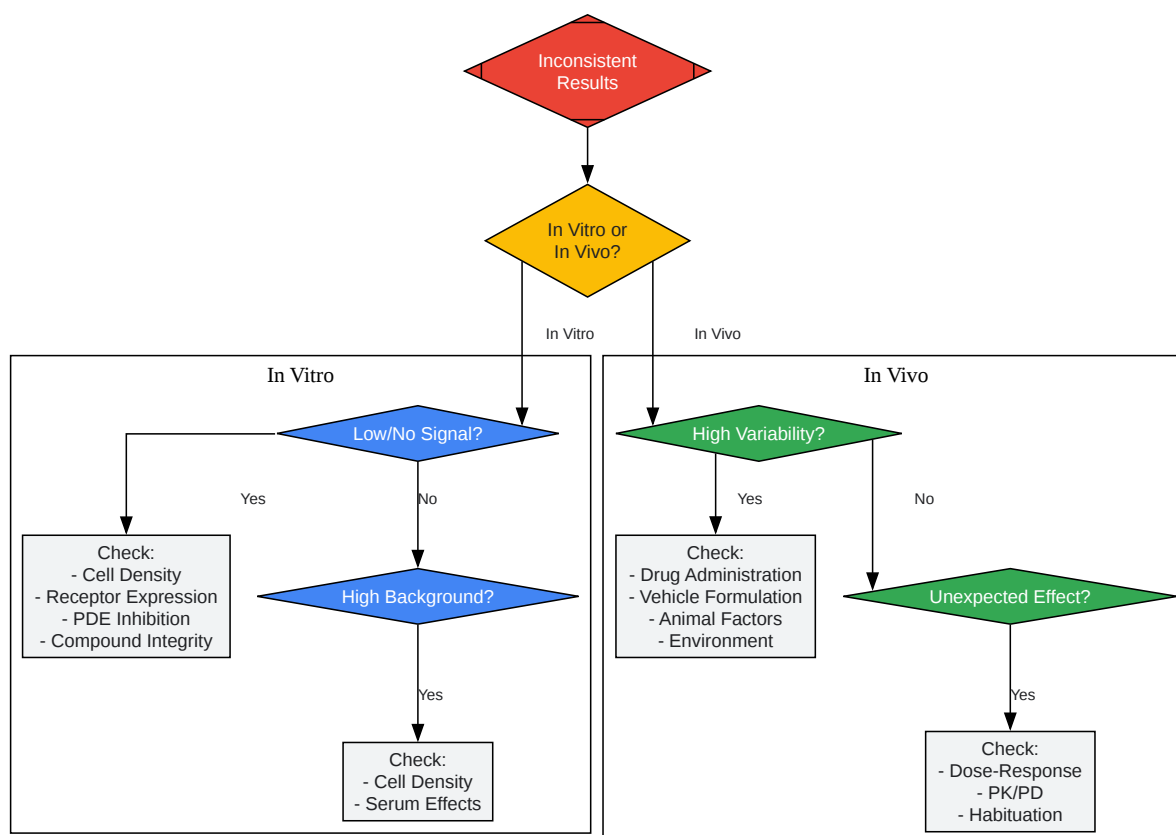 Inconsistent
Results
In Vitro or
In Vivo?
In Vitro
In Vivo
In Vitro
Low/No Signal?
Yes
No
Check:
- Cell Density
- Receptor Expression
- PDE Inhibition
- Compound Integrity
High Background?
Yes
Check:
- Cell Density
- Serum Effects
In Vivo
High Variability?
Yes
No
Check:
- Drug Administration
- Vehicle Formulation
- Animal Factors
- Environment
Unexpected Effect?
Yes
Check:
- Dose-Response
- PK/PD
- Habituation